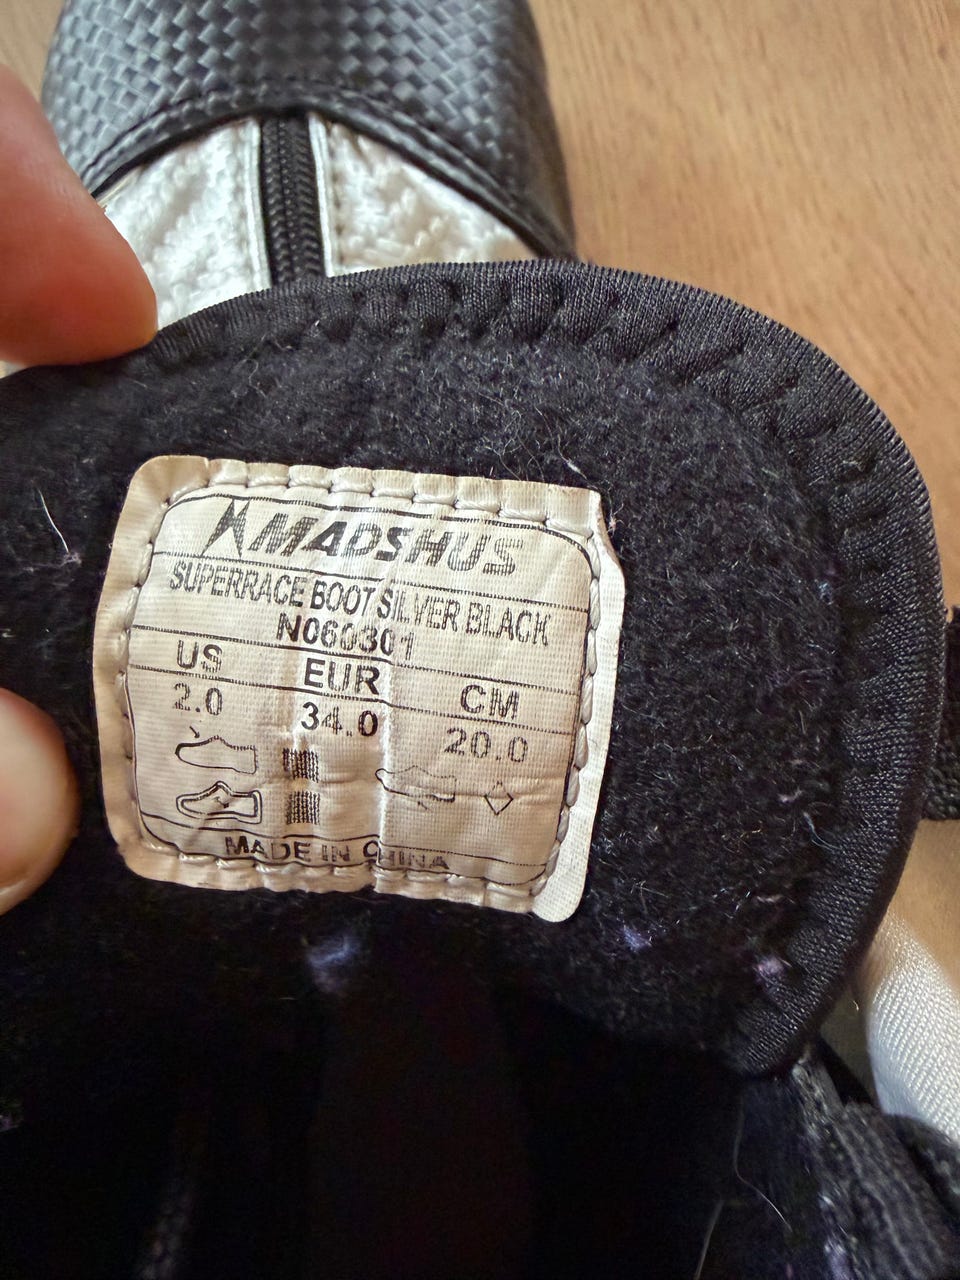 MADSHUS
SUPERRACE BOOT SILVER BLACK
N060301
US EUR CM
2.0 34.0 20.0
MADE IN CHINA